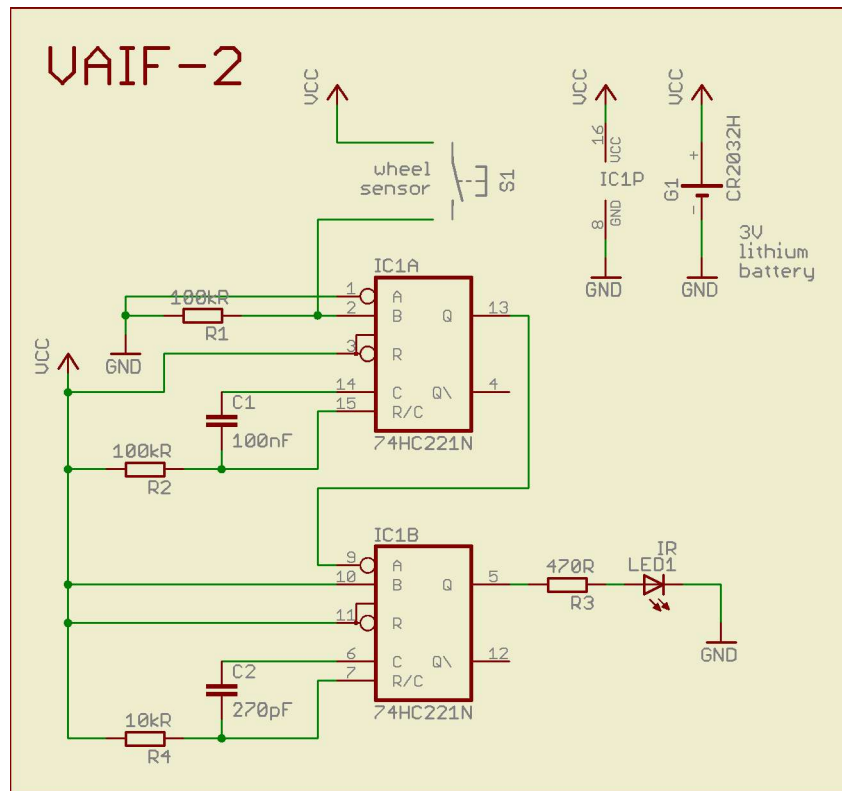 VAIF-2
VCC
wheel
sensor
S1
VCC
16
VCC
IC1P
8
GND
GND
VCC
+
G1
-
CR2032H
3V
lithium
battery
GND
IC1A
1
A
100kR
2
B
Q
13
R1
3
R
GND
VCC
14
C
Q\
4
15
R/C
C1
100nF
74HC221N
100kR
R2
IC1B
9
A
10
B
Q
5
470R
R3
IR
LED1
11
R
GND
6
C
Q\
12
7
R/C
C2
270pF
74HC221N
10kR
R4